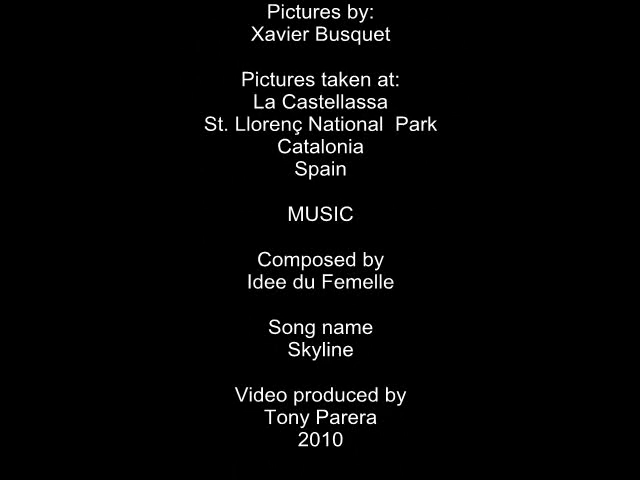 Pictures by:
Xavier Busquet
Pictures taken at:
La Castellassa
St. Llorenç National  Park
Catalonia
Spain
MUSIC
Composed by
Idee du Femelle
Song name
Skyline
Video produced by
Tony Parera
2010